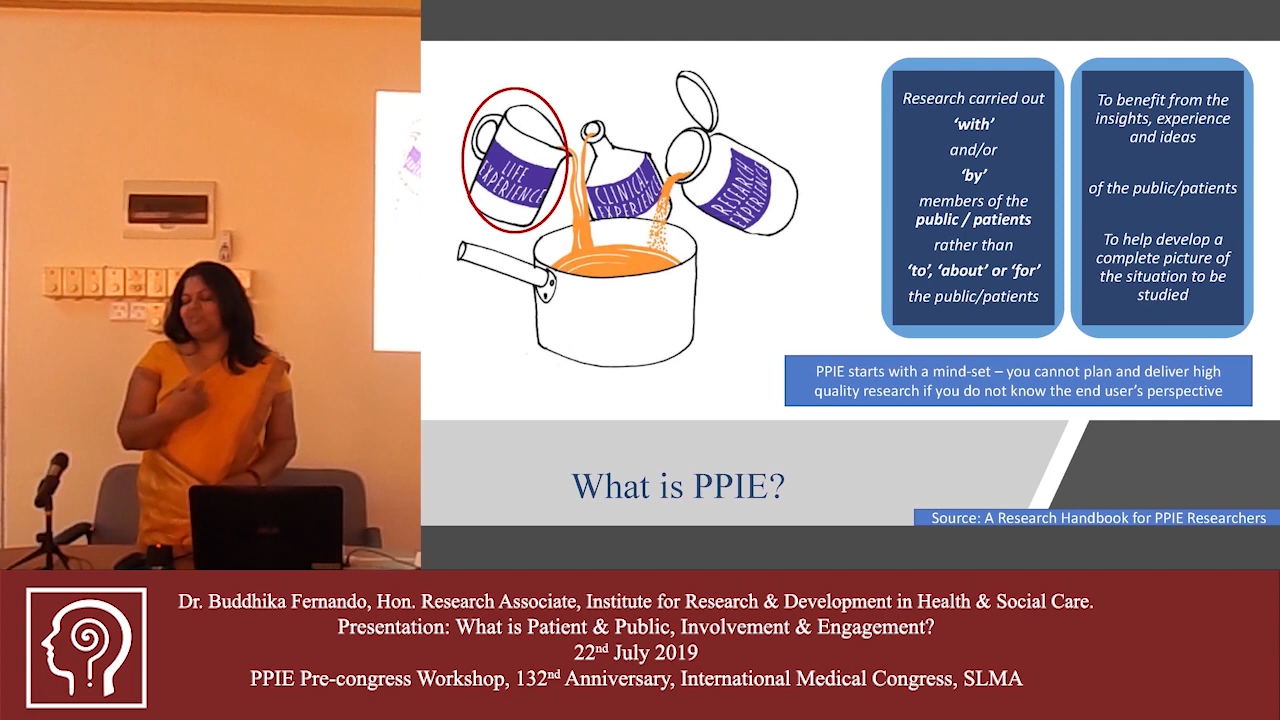 LIFE
EXPERIENCE
CLINICAL
EXPERIENCE
RESEARCH
EXPERIENCE
Research carried out
‘with’
and/or
‘by’
members of the
public / patients
rather than
‘to’, ‘about’ or ‘for’
the public/patients
To benefit from the
insights, experience
and ideas
of the public/patients
To help develop a
complete picture of
the situation to be
studied
PPIE starts with a mind-set – you cannot plan and deliver high
quality research if you do not know the end user’s perspective
What is PPIE?
Source: A Research Handbook for PPIE Researchers
Dr. Buddhika Fernando, Hon. Research Associate, Institute for Research & Development in Health & Social Care.
Presentation: What is Patient & Public, Involvement & Engagement?
22nd July 2019
PPIE Pre-congress Workshop, 132nd Anniversary, International Medical Congress, SLMA